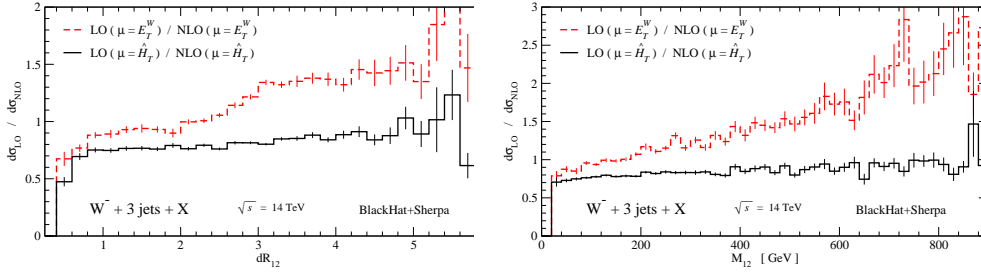 2
1.5
1
0.5
0
dσ_LO / dσ_NLO
LO ( μ = E_T^W ) / NLO ( μ = E_T^W )
LO ( μ = Ĥ_T ) / NLO ( μ = Ĥ_T )
W⁻ + 3 jets + X √s = 14 TeV BlackHat+Sherpa
1 2 3 4 5
dR_12
3
2.5
2
1.5
1
0.5
0
dσ_LO / dσ_NLO
LO ( μ = E_T^W ) / NLO ( μ = E_T^W )
LO ( μ = Ĥ_T ) / NLO ( μ = Ĥ_T )
W⁻ + 3 jets + X √s = 14 TeV BlackHat+Sherpa
0 200 400 600 800
M_12 [ GeV ]